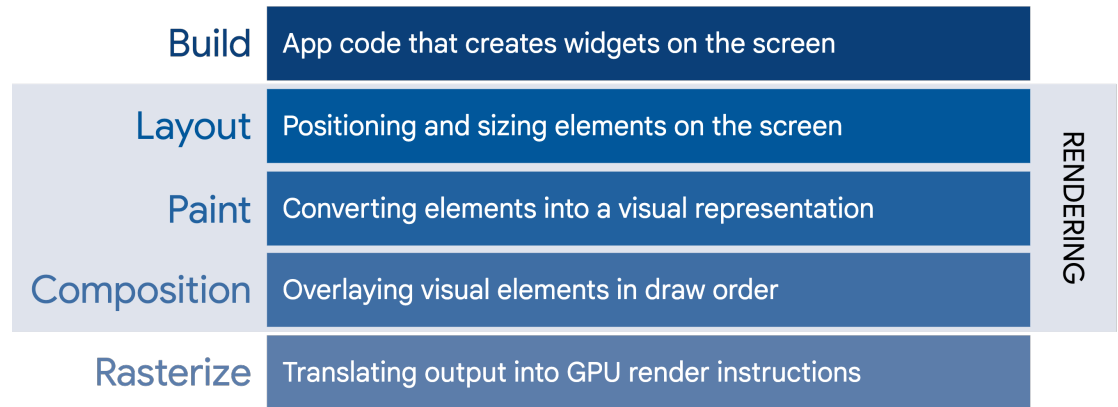 Build
App code that creates widgets on the screen
Layout
Positioning and sizing elements on the screen
Paint
Converting elements into a visual representation
Composition
Overlaying visual elements in draw order
Rasterize
Translating output into GPU render instructions
RENDERING